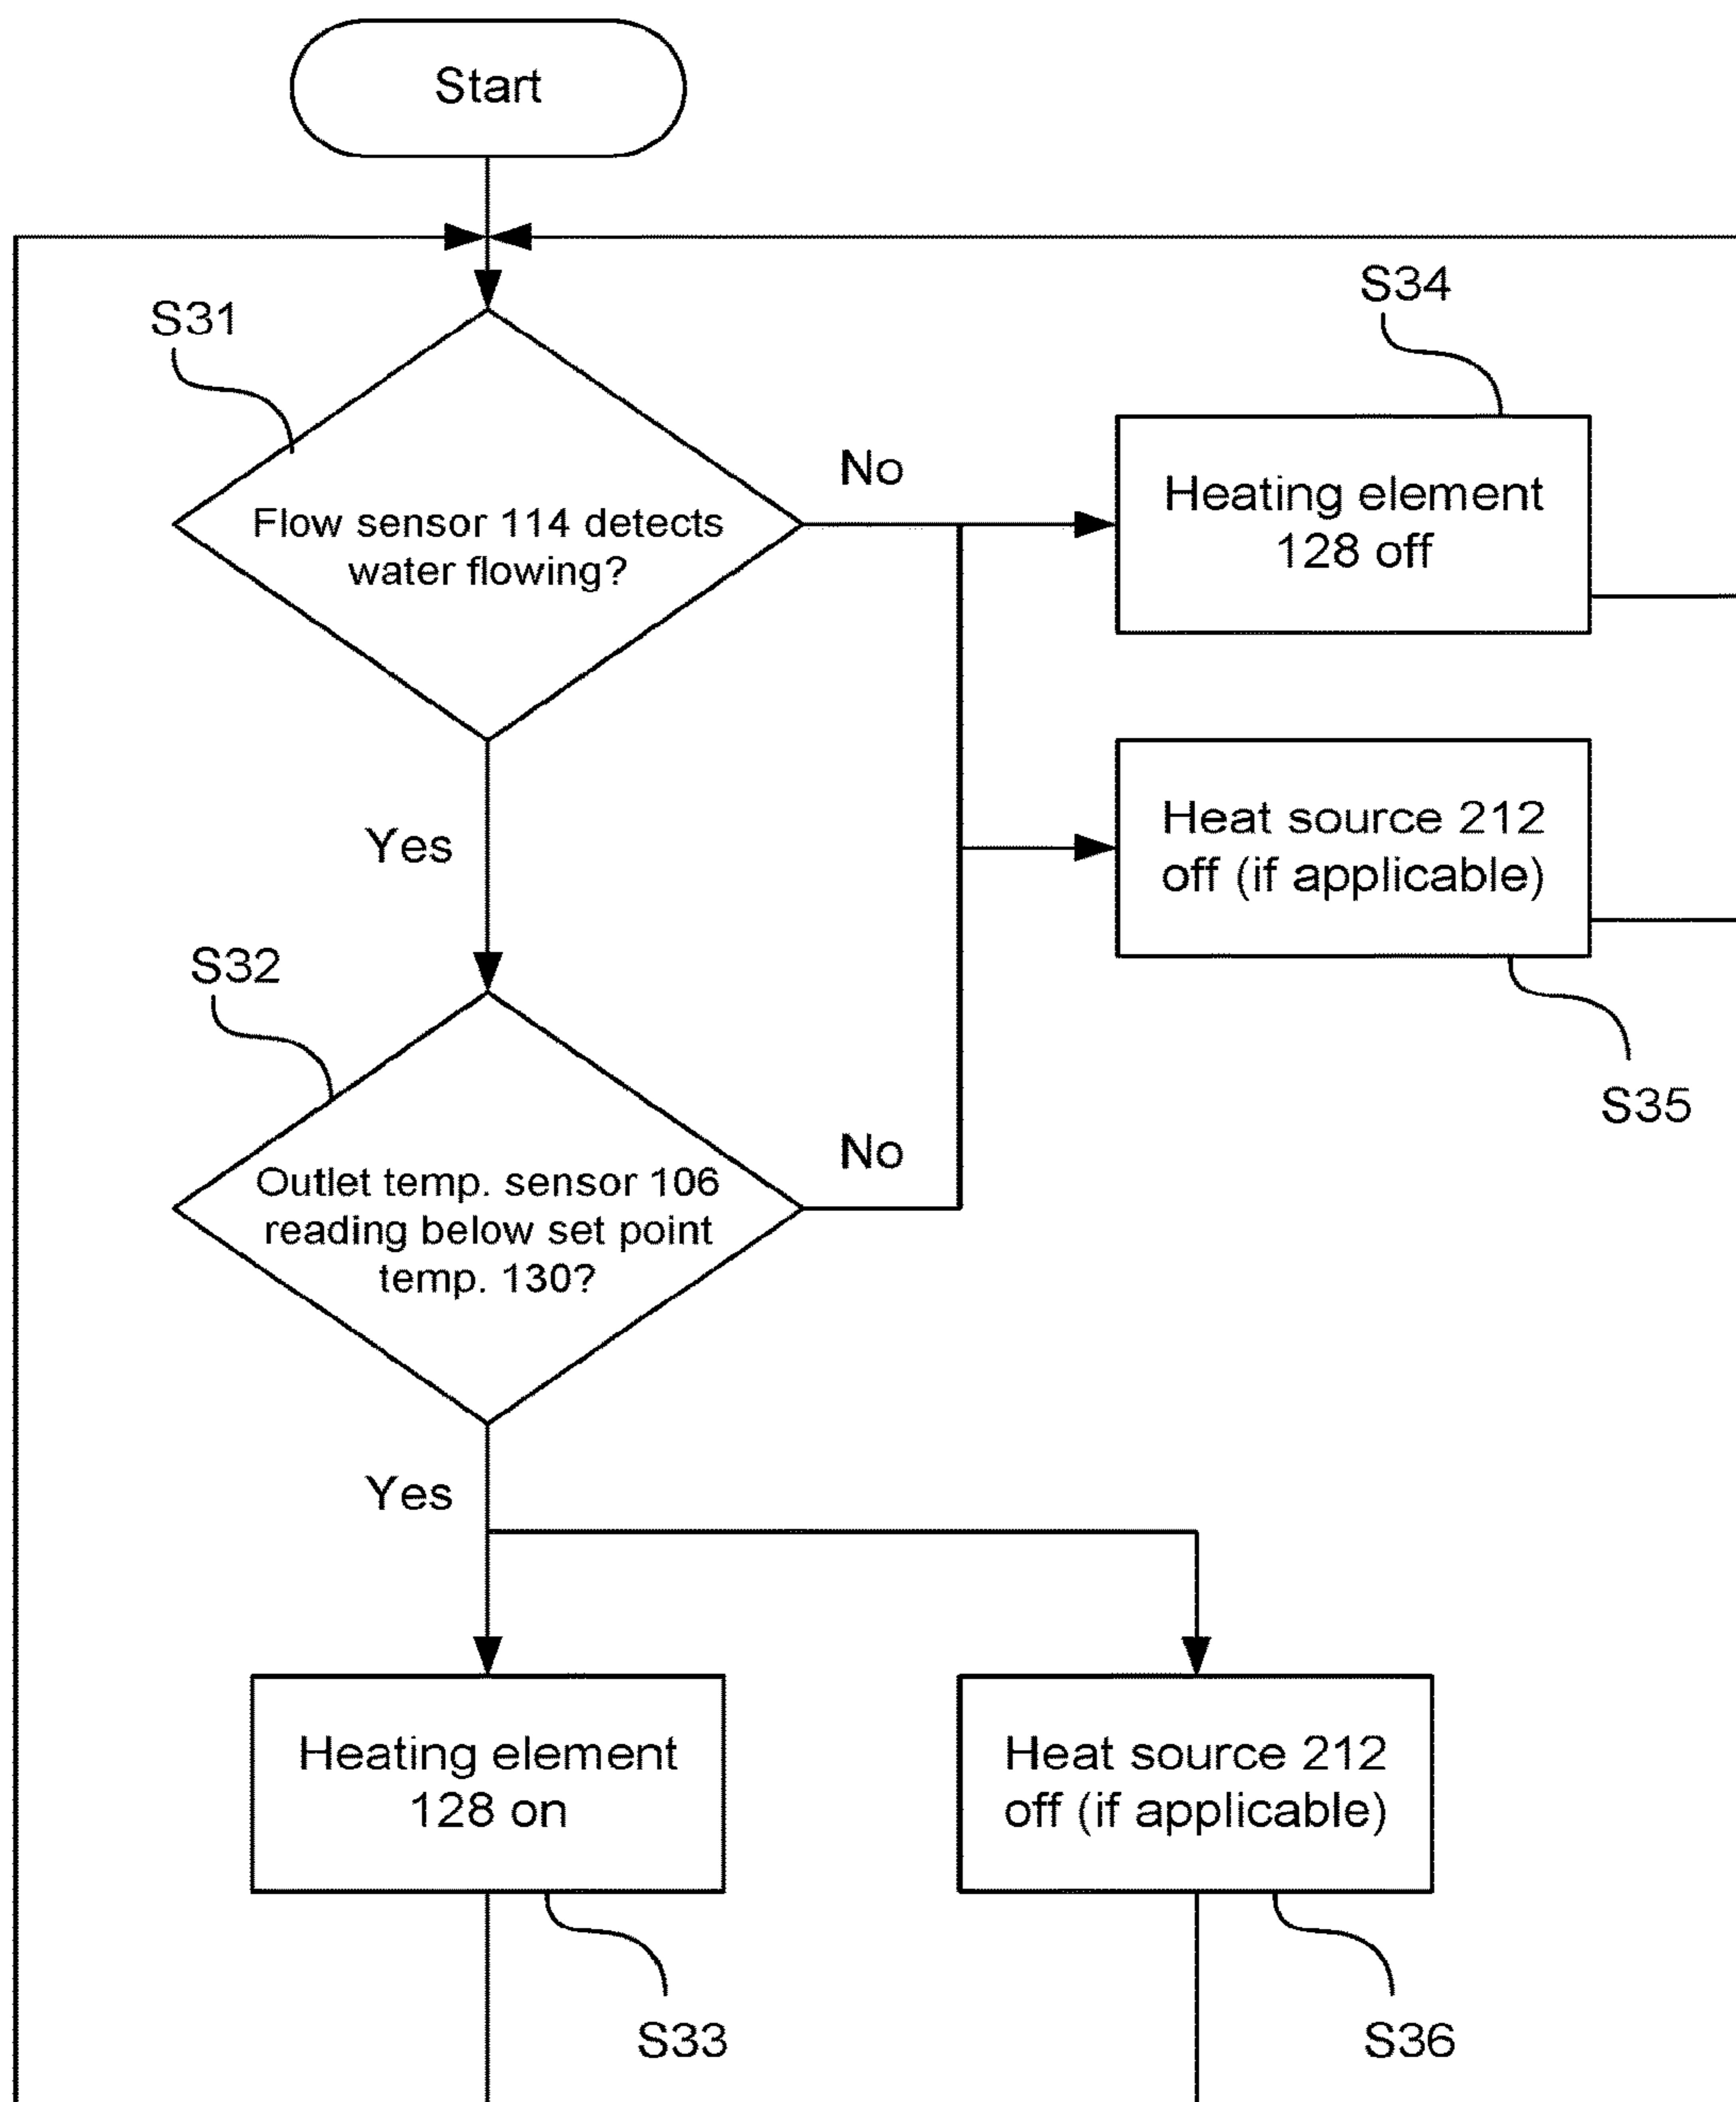 Start
S31
S34
No
Heating element
128 off
Flow sensor 114 detects
water flowing?
Yes
Heat source 212
off (if applicable)
S32
S35
No
Outlet temp. sensor 106
reading below set point
temp. 130?
Yes
Heating element
128 on
Heat source 212
off (if applicable)
S33
S36